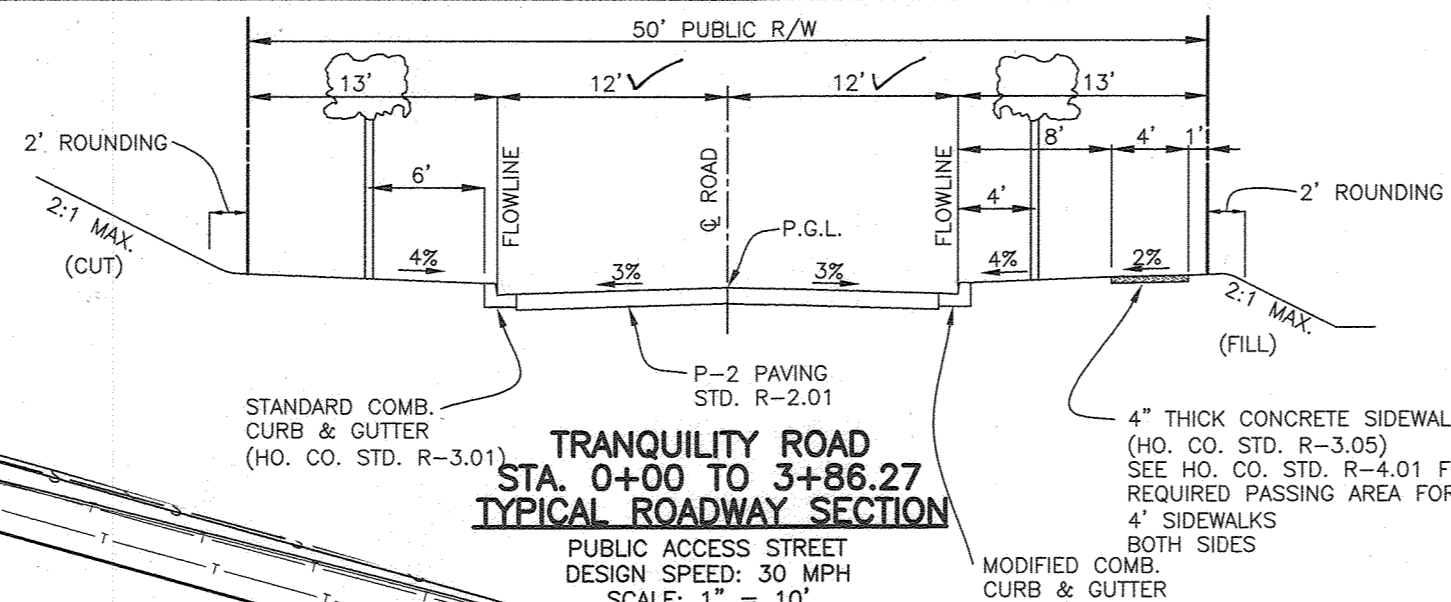 50' PUBLIC R/W
13'
12'
12'
13'
2' ROUNDING
8'
4'
1'
6'
FLOWLINE
℄ ROAD
FLOWLINE
4'
2' ROUNDING
2:1 MAX.
(CUT)
P.G.L.
4%
3%
3%
4%
2%
2:1 MAX.
(FILL)
P-2 PAVING
STD. R-2.01
STANDARD COMB.
CURB & GUTTER
(HO. CO. STD. R-3.01)
4" THICK CONCRETE SIDEWAL
(HO. CO. STD. R-3.05)
SEE HO. CO. STD. R-4.01 F
REQUIRED PASSING AREA FOR
4' SIDEWALKS
BOTH SIDES
TRANQUILITY ROAD
STA. 0+00 TO 3+86.27
TYPICAL ROADWAY SECTION
PUBLIC ACCESS STREET
DESIGN SPEED: 30 MPH
SCALE: 1" = 10'
MODIFIED COMB.
CURB & GUTTER
S
S
S
S
T
T
T
T
T